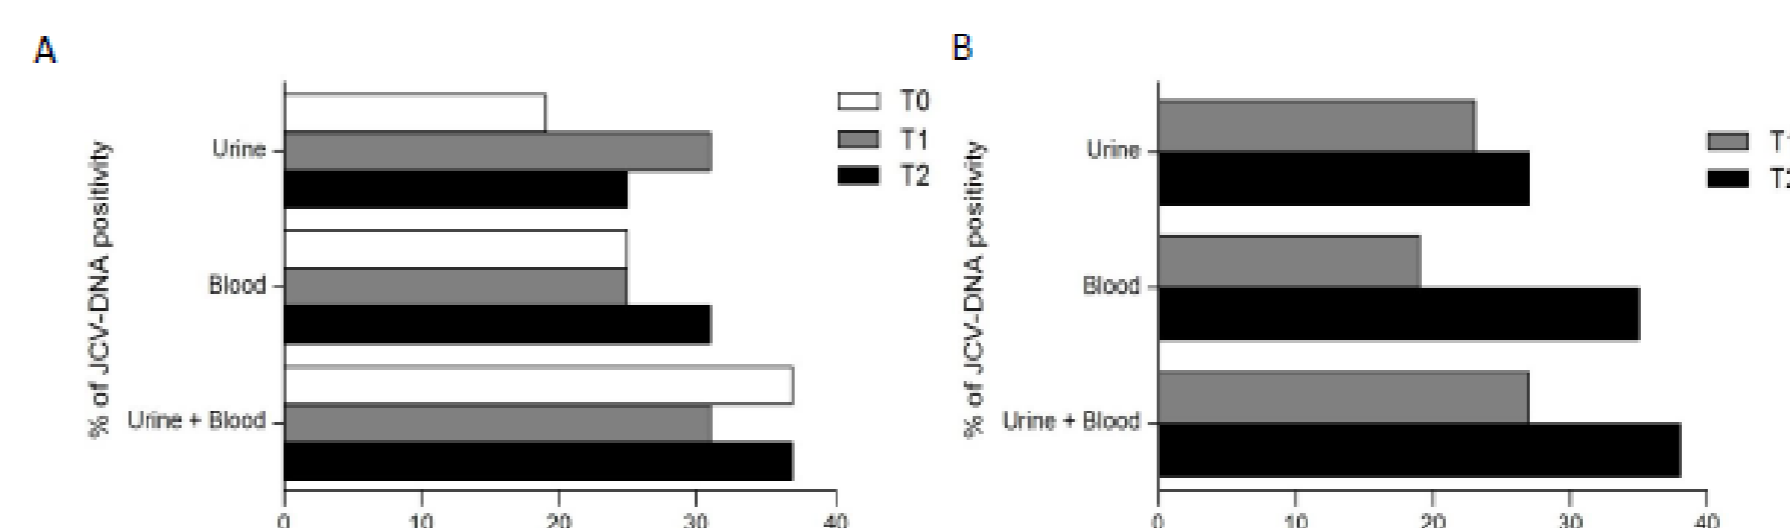 A
T0
T1
T2
% of JCV-DNA positivity
Urine
Blood
Urine + Blood
0 10 20 30 40
B
% of JCV-DNA positivity
Urine
Blood
Urine + Blood
0 10 20 30 40